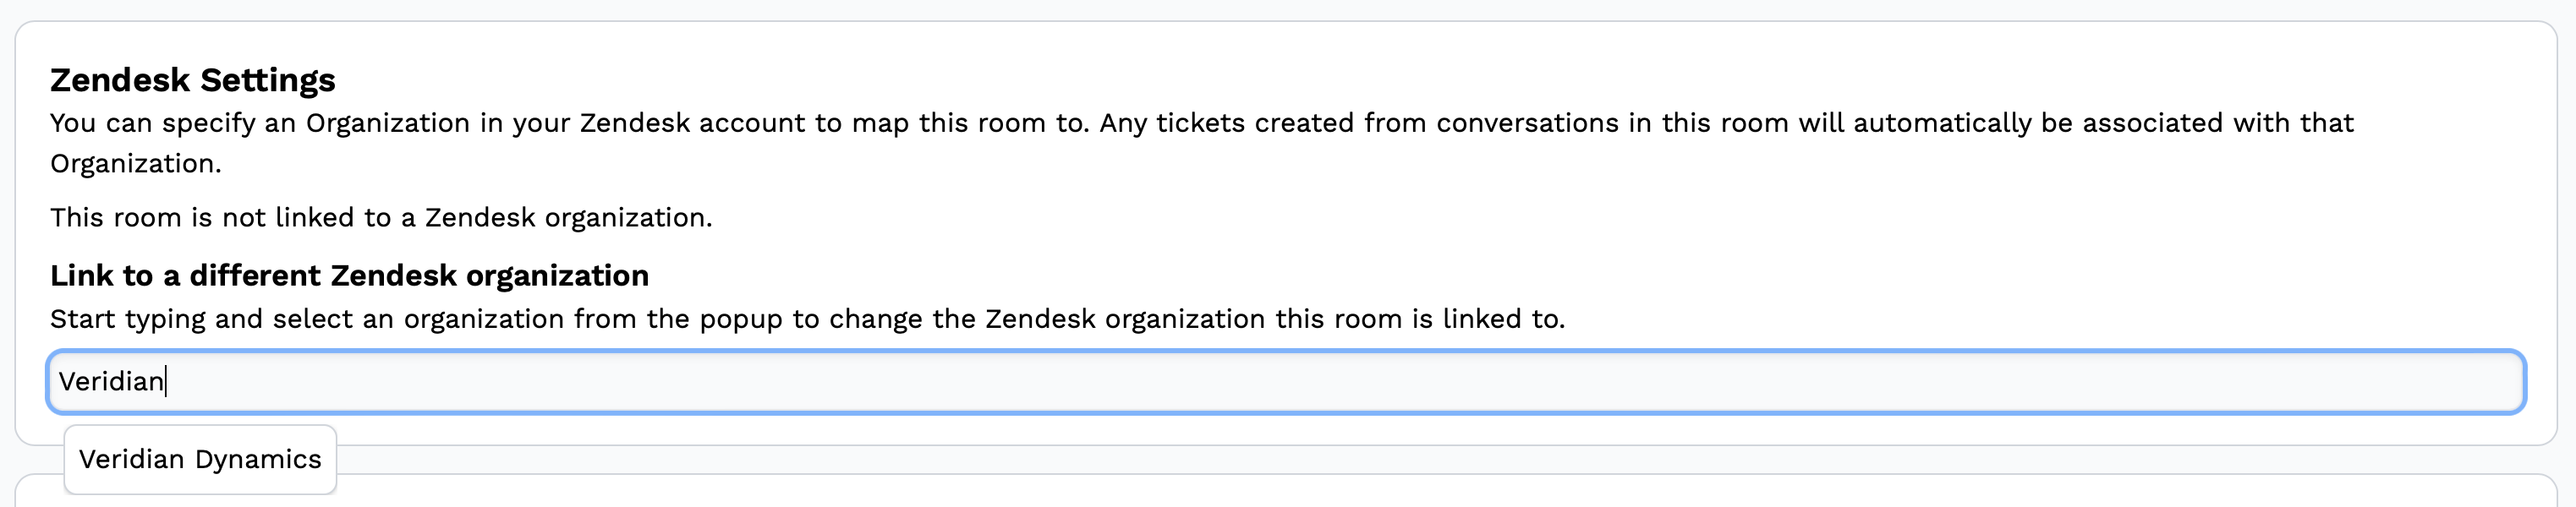 Zendesk Settings
You can specify an Organization in your Zendesk account to map this room to. Any tickets created from conversations in this room will automatically be associated with that
Organization.
This room is not linked to a Zendesk organization.
Link to a different Zendesk organization
Start typing and select an organization from the popup to change the Zendesk organization this room is linked to.
Veridian
Veridian Dynamics